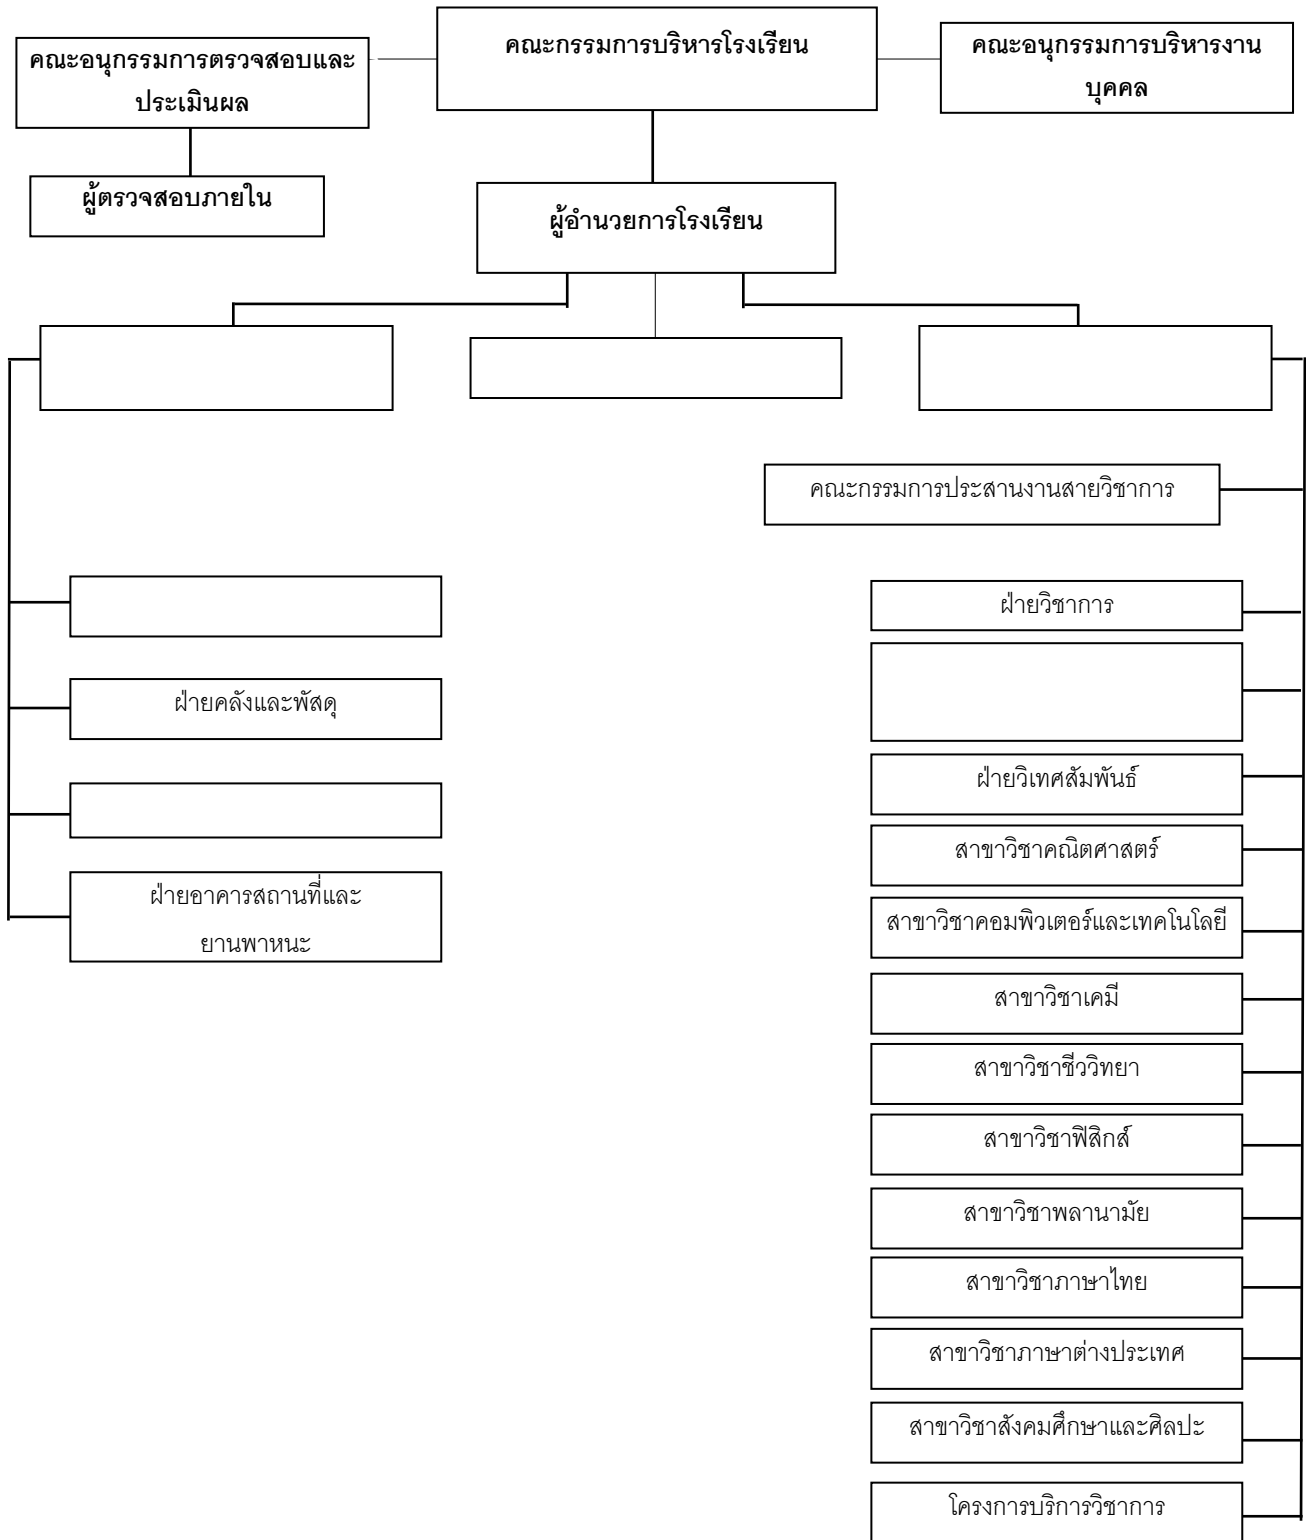 คณะกรรมการบริหารโรงเรียน
คณะอนุกรรมการตรวจสอบและ
ประเมินผล
คณะอนุกรรมการบริหารงาน
บุคคล
ผู้ตรวจสอบภายใน
ผู้อำนวยการโรงเรียน
คณะกรรมการประสานงานสายวิชาการ
ฝ่ายคลังและพัสดุ
ฝ่ายอาคารสถานที่และ
ยานพาหนะ
ฝ่ายวิชาการ
ฝ่ายวิเทศสัมพันธ์
สาขาวิชาคณิตศาสตร์
สาขาวิชาคอมพิวเตอร์และเทคโนโลยี
สาขาวิชาเคมี
สาขาวิชาชีววิทยา
สาขาวิชาฟิสิกส์
สาขาวิชาพลานามัย
สาขาวิชาภาษาไทย
สาขาวิชาภาษาต่างประเทศ
สาขาวิชาสังคมศึกษาและศิลปะ
โครงการบริการวิชาการ